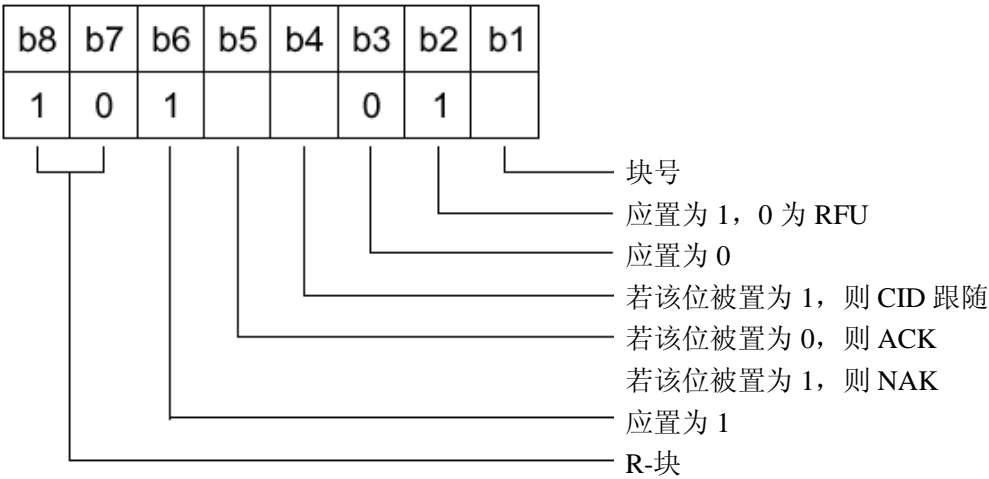 b8 b7 b6 b5 b4 b3 b2 b1
1 0 1 0 1
块号
应置为 1，0 为 RFU
应置为 0
若该位被置为 1，则 CID 跟随
若该位被置为 0，则 ACK
若该位被置为 1，则 NAK
应置为 1
R-块